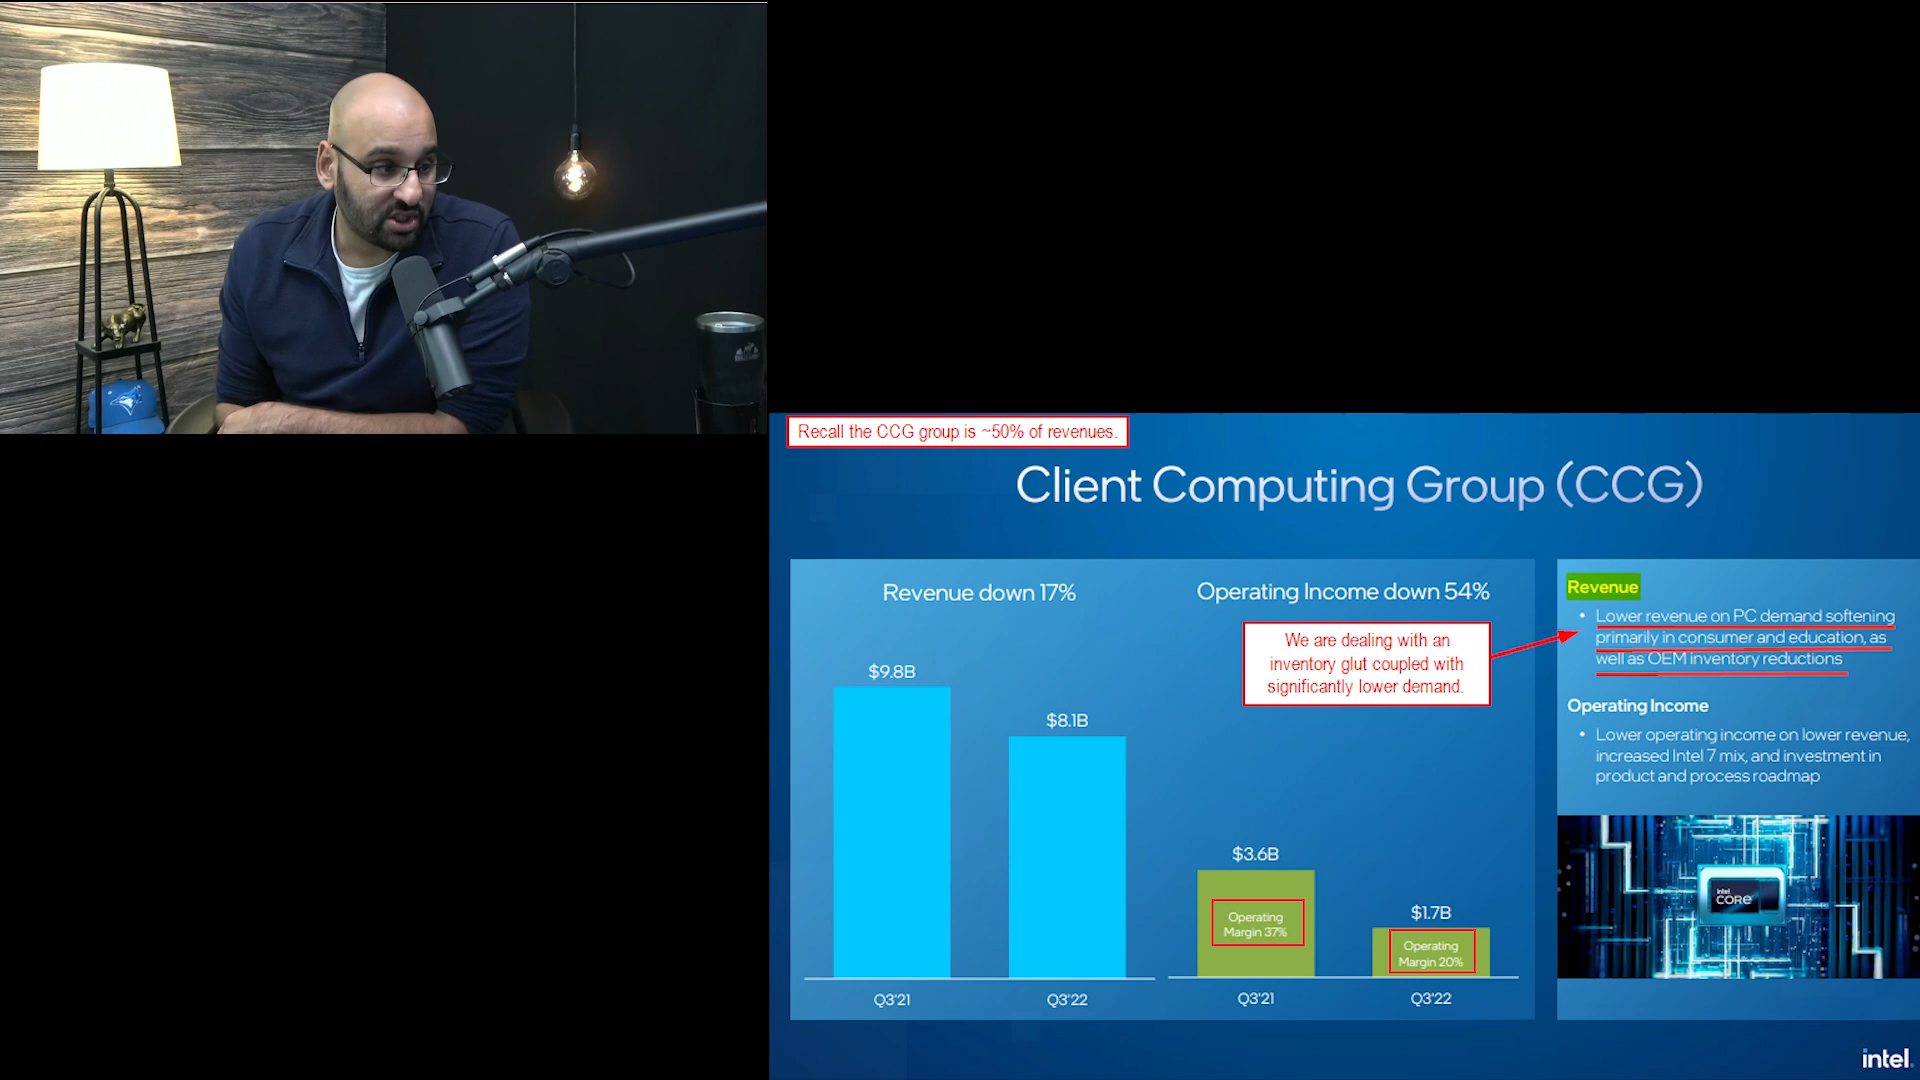 Recall the CCG group is ~50% of revenues.
Client Computing Group (CCG)
Revenue down 17%
$9.8B
$8.1B
Q3'21
Q3'22
Operating Income down 54%
We are dealing with an
inventory glut coupled with
significantly lower demand.
$3.6B
Operating
Margin 37%
$1.7B
Operating
Margin 20%
Q3'21
Q3'22
Revenue
• Lower revenue on PC demand softening
primarily in consumer and education, as
well as OEM inventory reductions
Operating Income
• Lower operating income on lower revenue,
increased Intel 7 mix, and investment in
product and process roadmap
intel
CORE
intel.